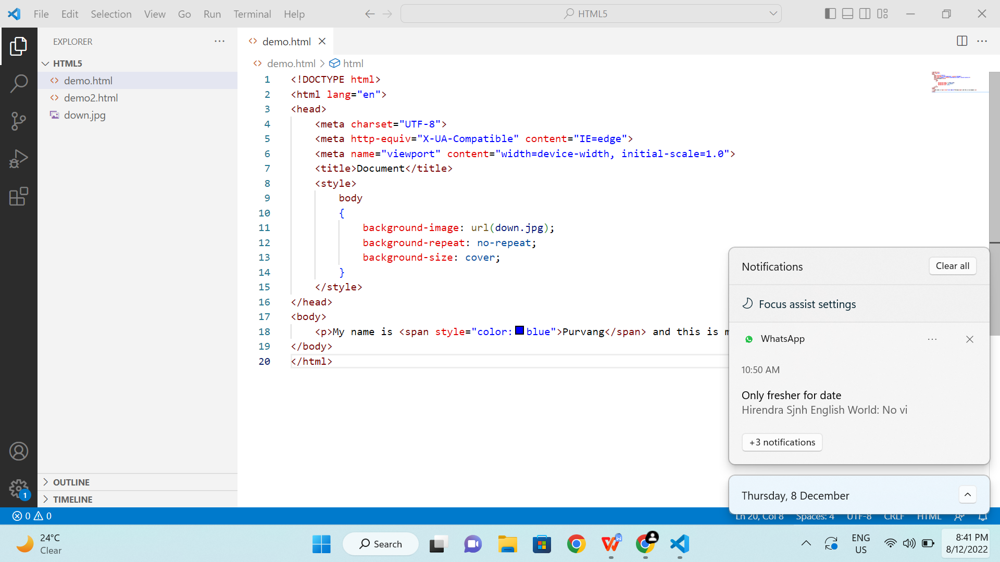 File Edit Selection View Go Run Terminal Help
HTML5
EXPLORER
HTML5
demo.html
demo2.html
down.jpg
OUTLINE
TIMELINE
demo.html
demo.html > html
1 <!DOCTYPE html>
2 <html lang="en">
3 <head>
4 <meta charset="UTF-8">
5 <meta http-equiv="X-UA-Compatible" content="IE=edge">
6 <meta name="viewport" content="width=device-width, initial-scale=1.0">
7 <title>Document</title>
8 <style>
9 body
10 {
11 background-image: url(down.jpg);
12 background-repeat: no-repeat;
13 background-size: cover;
14 }
15 </style>
16 </head>
17 <body>
18 <p>My name is <span style="color:blue">Purvang</span> and this is
19 </body>
20 </html>
Notifications
Clear all
Focus assist settings
WhatsApp
10:50 AM
Only fresher for date
Hirendra Sjnh English World: No vi
+3 notifications
Thursday, 8 December
1
0 0
Ln 20, Col 8 Spaces: 4 UTF-8 CRLF HTML
24°C
Clear
Search
ENG
US
8:41 PM
8/12/2022